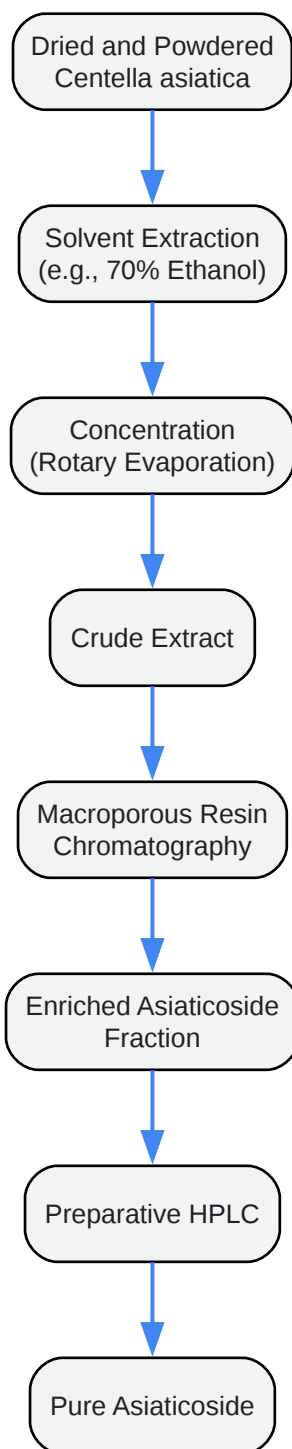 Dried and Powdered
Centella asiatica
Solvent Extraction
(e.g., 70% Ethanol)
Concentration
(Rotary Evaporation)
Crude Extract
Macroporous Resin
Chromatography
Enriched Asiaticoside
Fraction
Preparative HPLC
Pure Asiaticoside